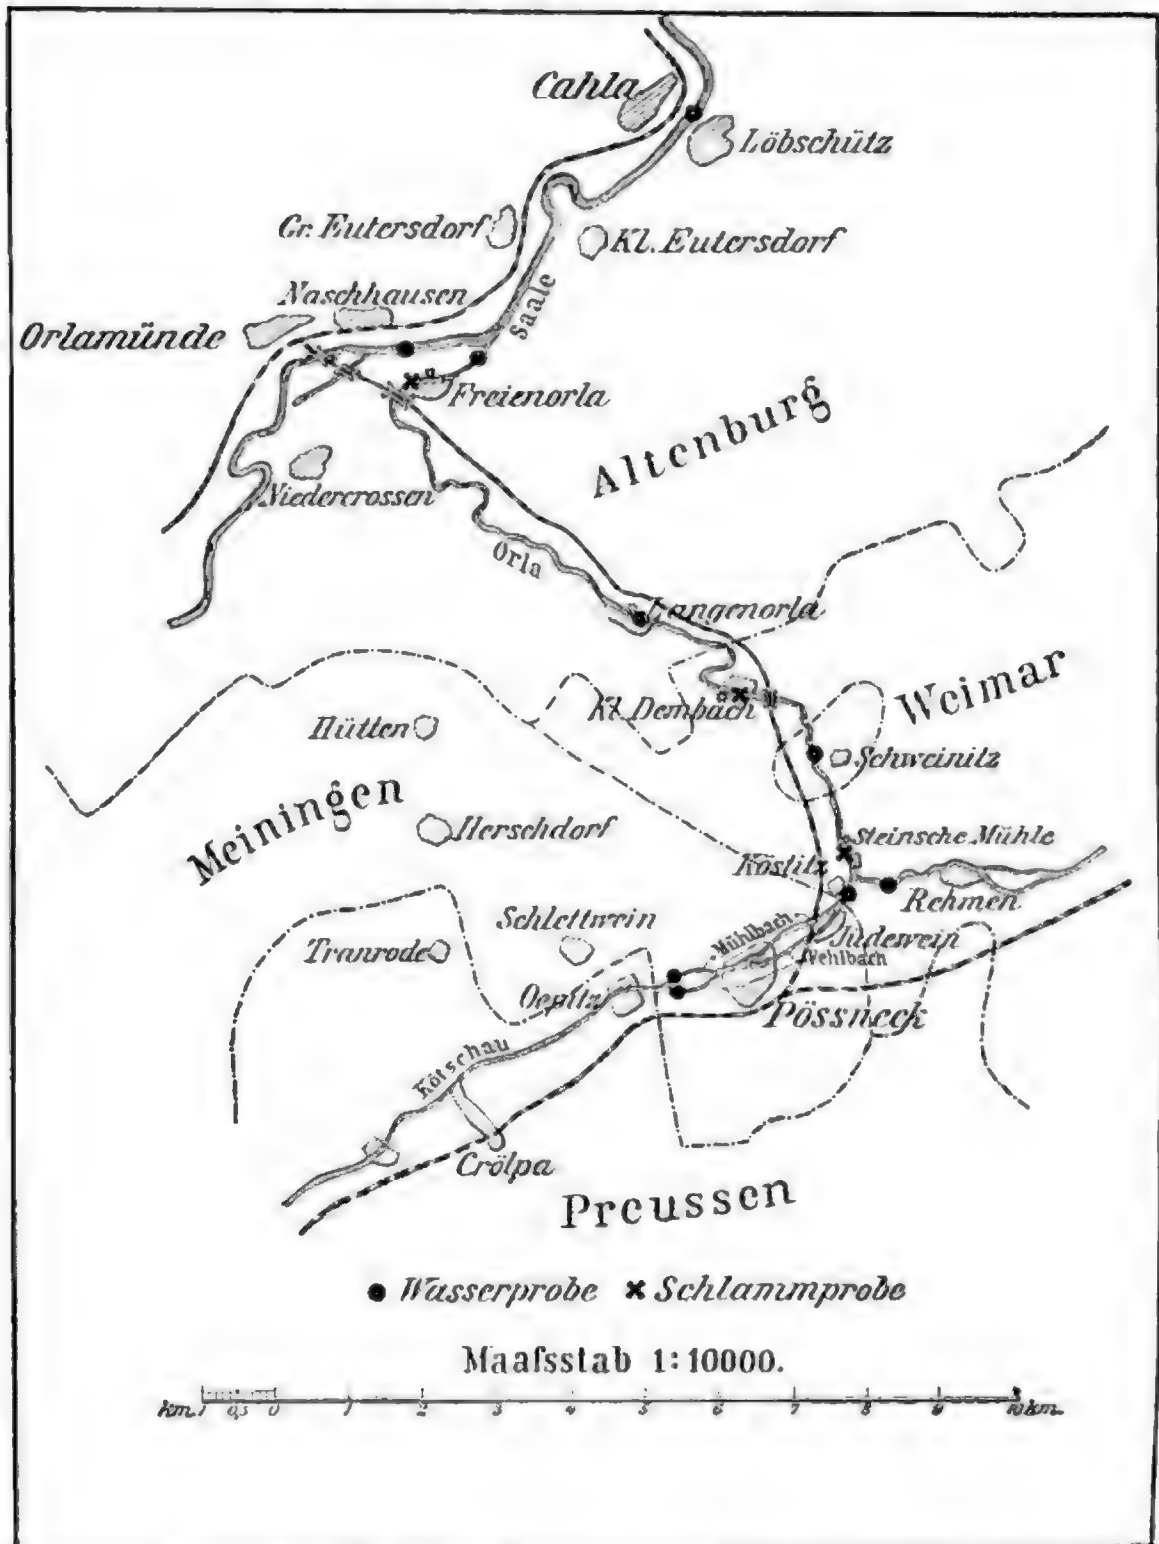 Cahla
Löbschütz
Gr. Eutersdorf
Kl. Eutersdorf
Saale
Naschhausen
Orlamünde
Freienorla
Altenburg
Niedercrossen
Orla
Langenorla
Weimar
Kl. Dembach
Hütten
Schweinitz
Meiningen
Herschdorf
Steinsche Mühle
Köstitz
Rehmen
Schlettwein
Mühlbach
Jüdewein
Tranrode
Wehlbach
Oepitz
Pössneck
Kötschau
Crölpa
Preussen
Wasserprobe Schlammprobe
Maafsstab 1:10000.
km. 1 0,5 0 1 2 3 4 5 6 7 8 9 10 km.